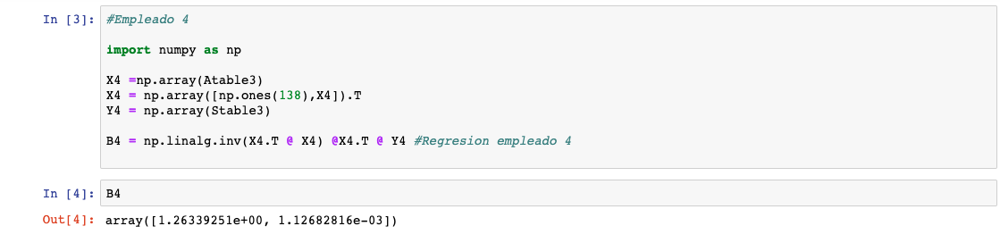 In [3]: #Empleado 4
import numpy as np
X4 =np.array(Atable3)
X4 = np.array([np.ones(138),X4]).T
Y4 = np.array(Stable3)
B4 = np.linalg.inv(X4.T @ X4) @X4.T @ Y4 #Regresion empleado 4
In [4]: B4
Out[4]: array([1.26339251e+00, 1.12682816e-03])